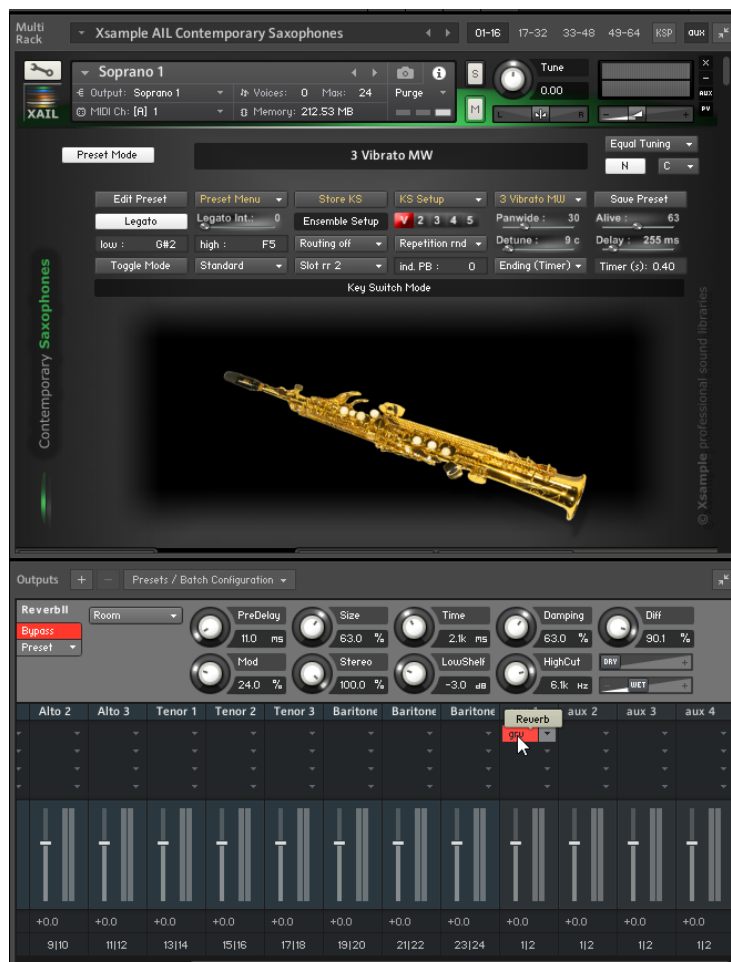 Multi Rack
Xsample AIL Contemporary Saxophones
01-16 17-32 33-48 49-64 KSP aux
Soprano 1
S
Tune
0.00
Output: Soprano 1
Voices: 0 Max: 24 Purge
XAIL
MIDI Ch: [A] 1
Memory: 212.53 MB
M
L R
AUX
PV
Preset Mode
3 Vibrato MW
Equal Tuning
N C
Edit Preset Preset Menu Store KS KS Setup 3 Vibrato MW Save Preset
Legato Legato Int.: 0 Ensemble Setup V 2 3 4 5 Panwide : 30 Alive : 63
low : G#2 high : F5 Routing off Repetition rnd Detune : 9 c Delay : 255 ms
Toggle Mode Standard Slot rr 2 ind. PB : 0 Ending (Timer) Timer (s): 0.40
Key Switch Mode
Contemporary Saxophones
© Xsample professional sound libraries
Outputs + − Presets / Batch Configuration
ReverbII
Room
PreDelay Size Time Damping Diff
Bypass
11.0 ms 63.0 % 2.1k ms 63.0 % 90.1 %
Preset
Mod Stereo LowShelf HighCut DRY
24.0 % 100.0 % -3.0 dB 6.1k Hz WET
Alto 2 Alto 3 Tenor 1 Tenor 2 Tenor 3 Baritone Baritone Baritone aux 2 aux 3 aux 4
Reverb
+0.0 +0.0 +0.0 +0.0 +0.0 +0.0 +0.0 +0.0 +0.0 +0.0 +0.0 +0.0
9|10 11|12 13|14 15|16 17|18 19|20 21|22 23|24 1|2 1|2 1|2 1|2